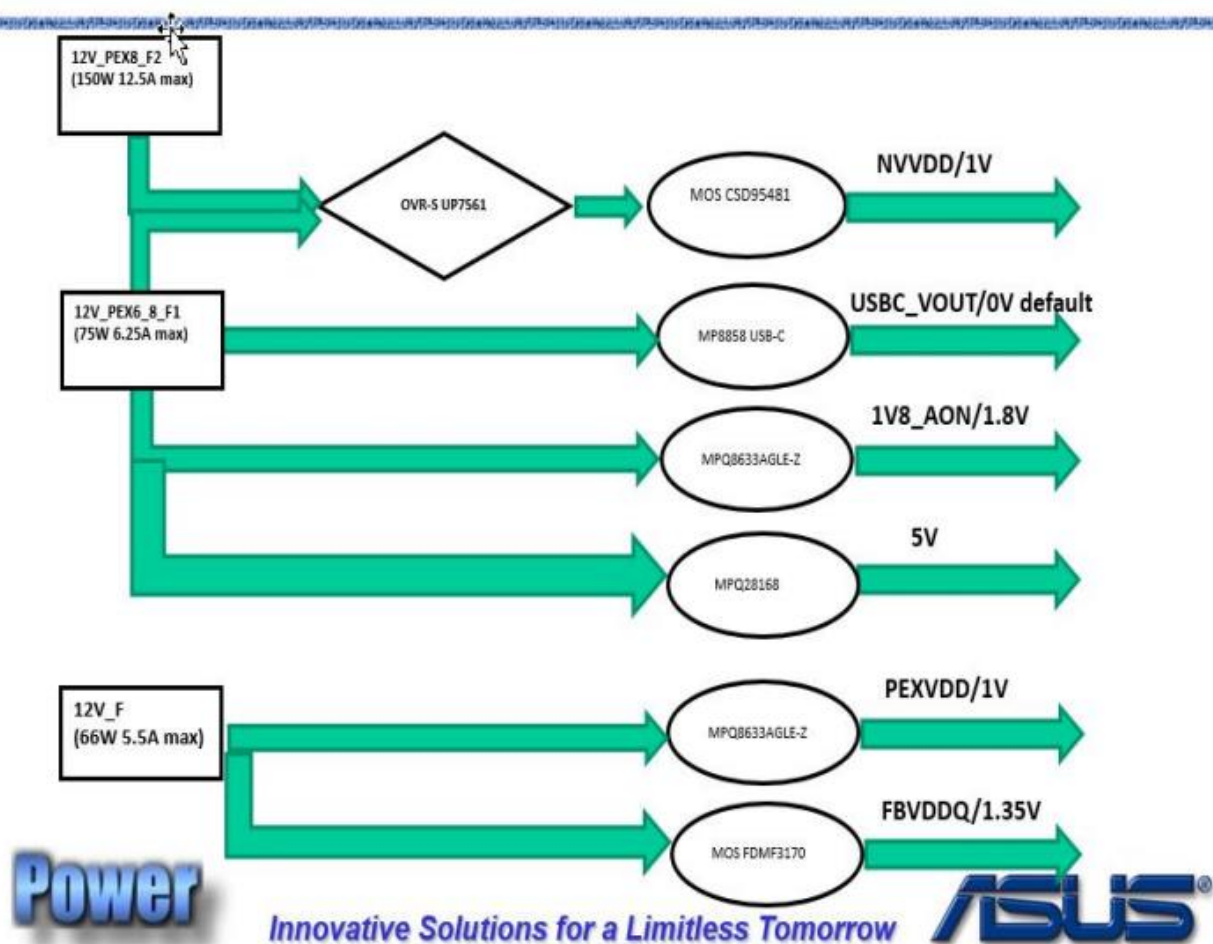 12V_PEX8_F2
(150W 12.5A max)
NVVDD/1V
OVR-S UP7561
MOS CSD95481
12V_PEX6_8_F1
(75W 6.25A max)
USBC_VOUT/0V default
MP8858 USB-C
1V8_AON/1.8V
MPQ8633AGLE-Z
5V
MPQ28168
12V_F
(66W 5.5A max)
PEXVDD/1V
MPQ8633AGLE-Z
FBVDDQ/1.35V
MOS FDMF3170
Power
Innovative Solutions for a Limitless Tomorrow
ASUS®